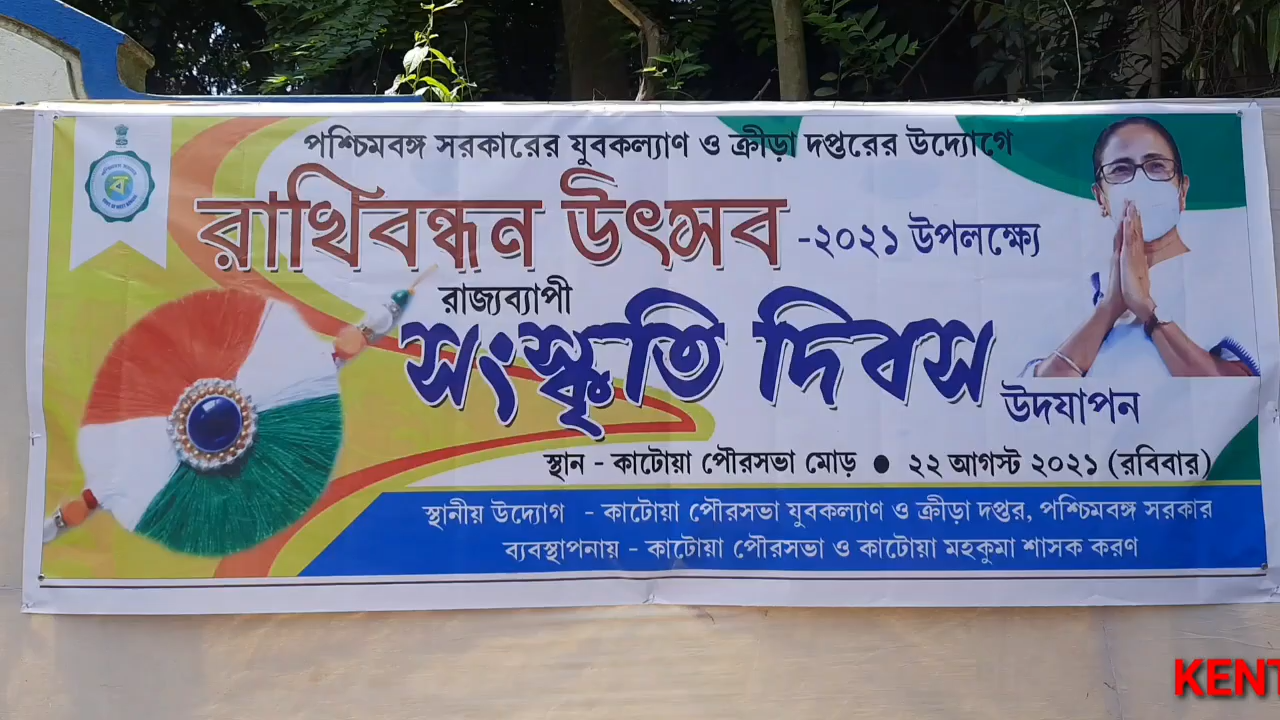 পশ্চিমবঙ্গ সরকারের যুবকল্যাণ ও ক্রীড়া দপ্তরের উদ্যোগে
রাখিবন্ধন উৎসব -২০২১ উপলক্ষ্যে
রাজ্যব্যাপী
সংস্কৃতি দিবস
উদযাপন
স্থান - কাটোয়া পৌরসভা মোড় ● ২২ আগস্ট ২০২১ (রবিবার)
স্থানীয় উদ্যোগ - কাটোয়া পৌরসভা যুবকল্যাণ ও ক্রীড়া দপ্তর, পশ্চিমবঙ্গ সরকার
ব্যবস্থাপনায় - কাটোয়া পৌরসভা ও কাটোয়া মহকুমা শাসক করণ
KENT